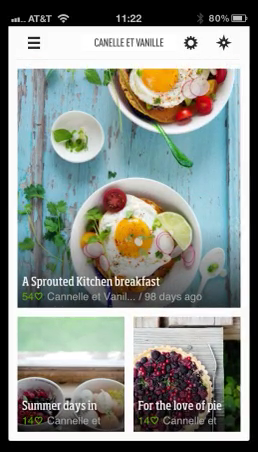 AT&T 11:22 80%
CANELLE ET VANILLE
A Sprouted Kitchen breakfast
54♡ Cannelle et Vanil... / 98 days ago
Summer days in
14♡ Cannelle et
For the love of pie
14♡ Cannelle et